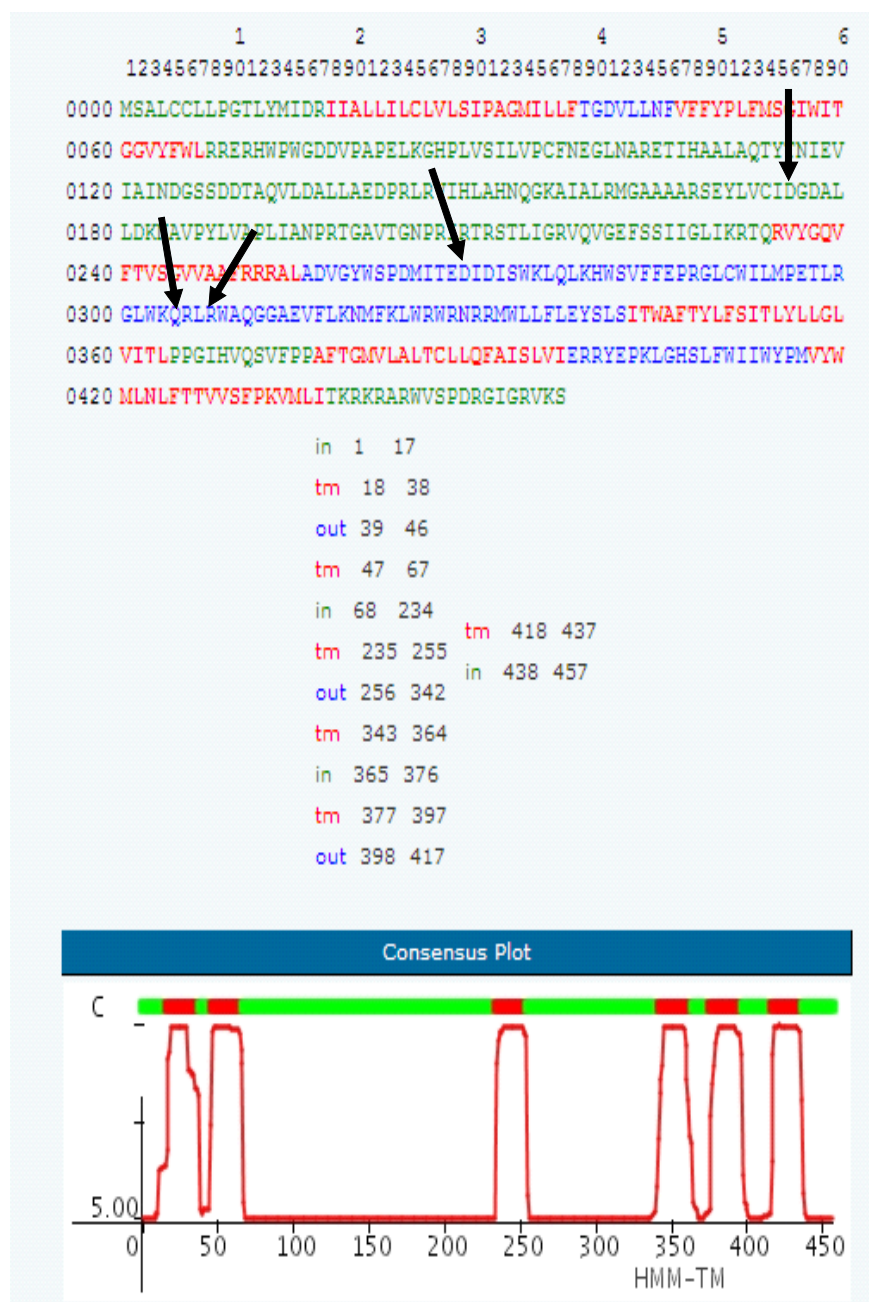 1 2 3 4 5 6
123456789012345678901234567890123456789012345678901234567890
0000 MSALCCLLPGTLYMIDRIIALLILCLVLSIPAGMILLFTGDVLLNFVFFYPLFMSGIWIT
0060 GGVYFWLRRERHWPWGDDVPAPELKGHPLVSILVPCFNEGLNARETIHAALAQTYTNIEV
0120 IAINDGSSDDTAQVLDALLAEDPRLRVIHLAHNQGKAIALRMGAAAARSEYLVCIDGDAL
0180 LDKNAVPYLVAPLIANPRTGAVTGNPRIRTRSTLIGRVQVGEFSSIIGLIKRTQRVYGQV
0240 FTVSGVVAAFRRRALADVGYWSPDMITEDIDISWKLQLKHWSVFFEPRGLCWILMPETLR
0300 GLWKQRLRWAQGGAEVFLKNMFKLWRWRNRRMWLLFLEYSLSITWAFTYLFSITLYLLGL
0360 VITLPPGIHVQSVFPPAFTGMVLALTCLLQFAISLVIERRYEPKLGHSLFWIIWYPMVYW
0420 MLNLFTTVVSFPKVMLITKRKRARWVSPDRGIGRVKS
in 1 17
tm 18 38
out 39 46
tm 47 67
in 68 234
tm 235 255
out 256 342
tm 343 364
in 365 376
tm 377 397
out 398 417
tm 418 437
in 438 457
Consensus Plot
C
5.00
0 50 100 150 200 250 300 350 400 450
HMM-TM